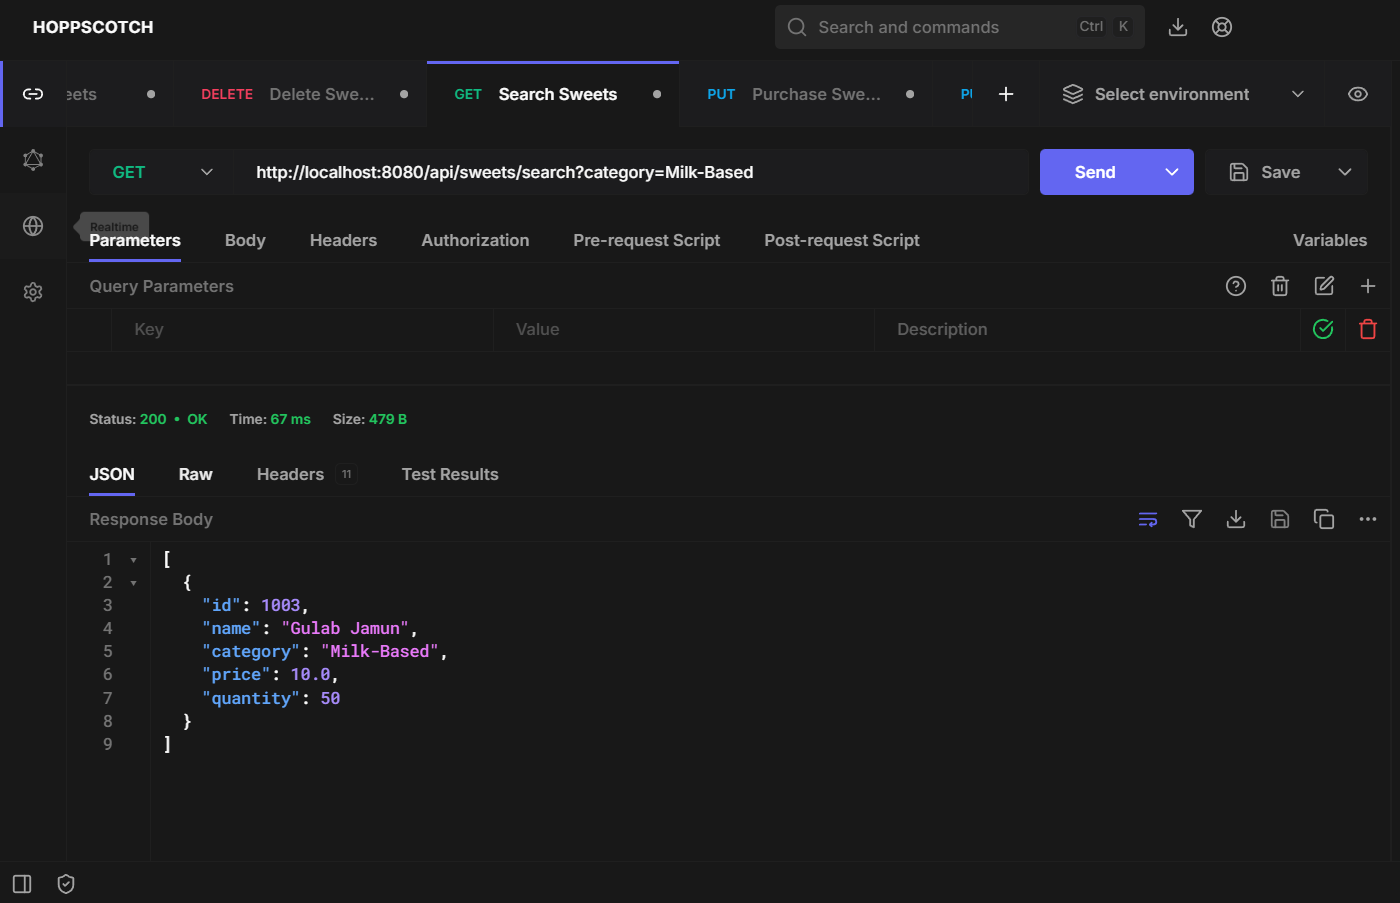 HOPPSCOTCH
Search and commands Ctrl K
eets DELETE Delete Swe... GET Search Sweets PUT Purchase Swe... PU Select environment
GET http://localhost:8080/api/sweets/search?category=Milk-Based Send Save
Realtime
Parameters Body Headers Authorization Pre-request Script Post-request Script Variables
Query Parameters
Key Value Description
Status: 200 • OK Time: 67 ms Size: 479 B
JSON Raw Headers 11 Test Results
Response Body
1 [
2 {
3 "id": 1003,
4 "name": "Gulab Jamun",
5 "category": "Milk-Based",
6 "price": 10.0,
7 "quantity": 50
8 }
9 ]